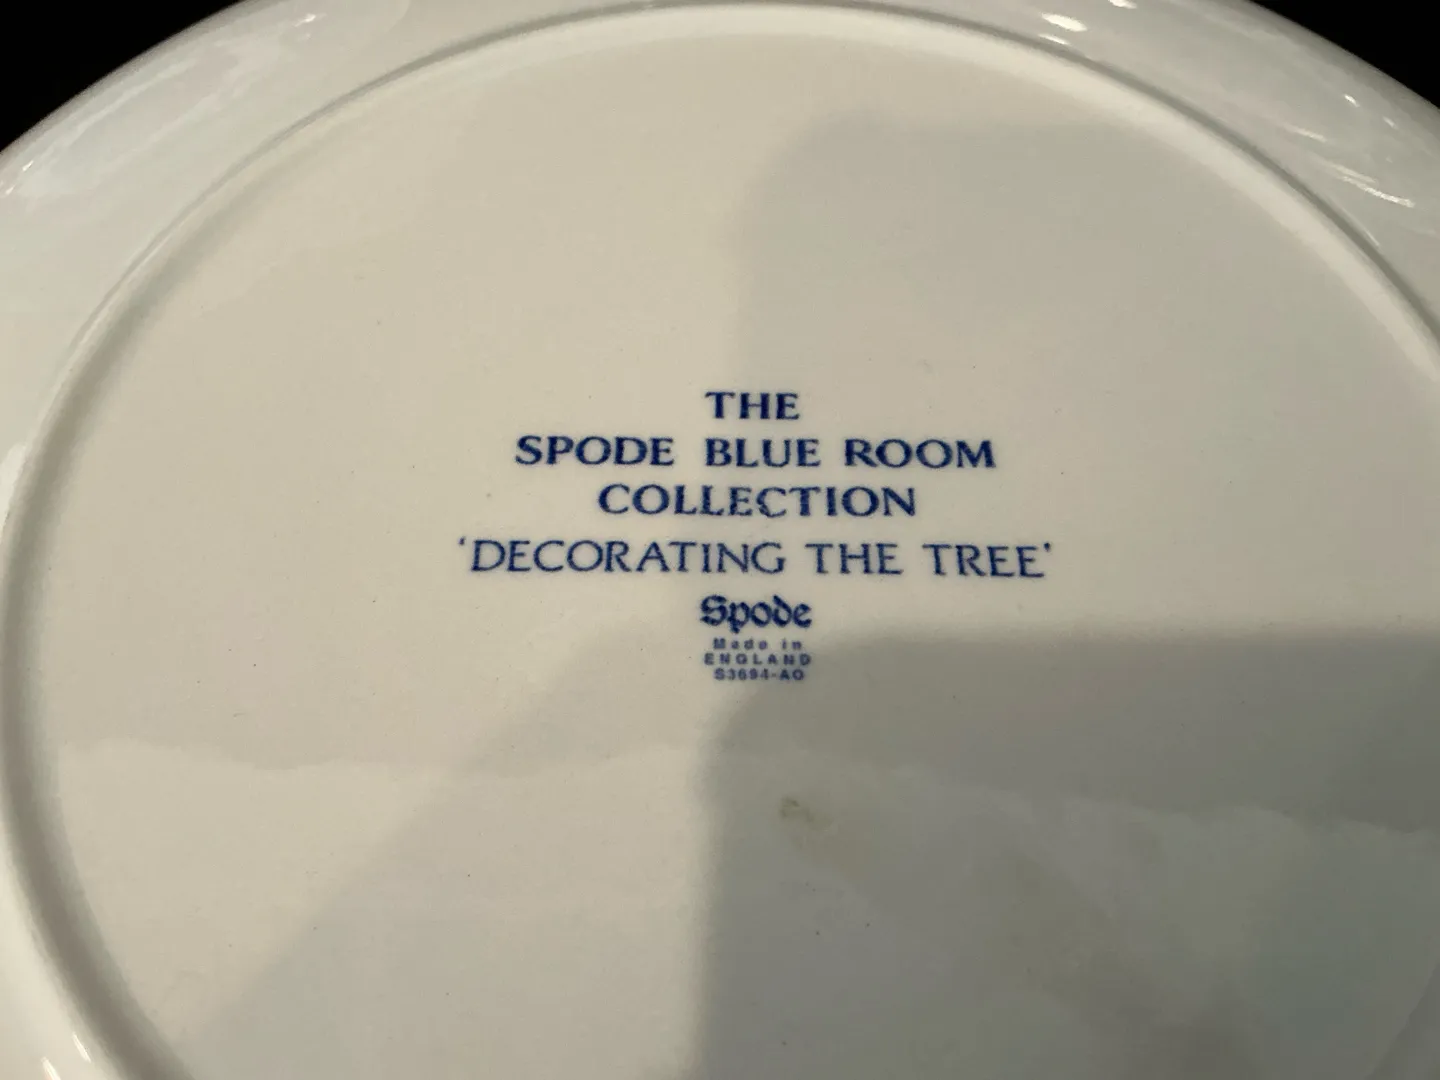 THE
SPODE BLUE ROOM
COLLECTION
‘DECORATING THE TREE’
Spode
Made in
ENGLAND
S3694-AO